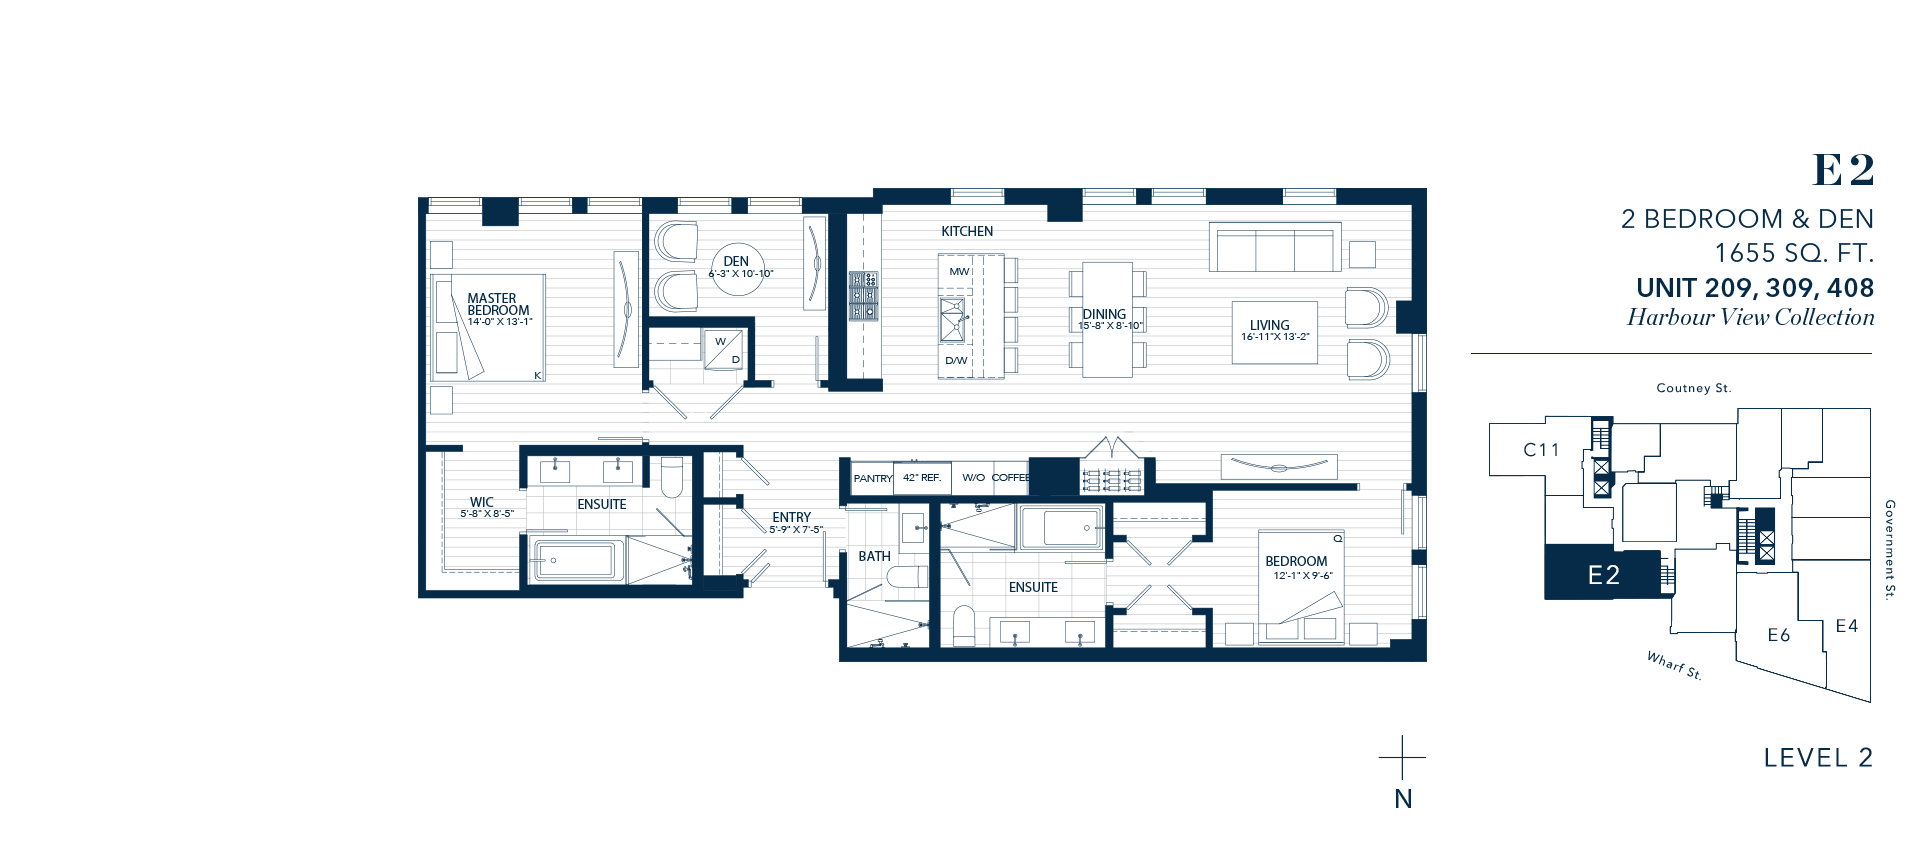 E2
2 BEDROOM & DEN
1655 SQ. FT.
UNIT 209, 309, 408
Harbour View Collection
Coutney St.
C11
E2
E6
E4
Government St.
Wharf St.
LEVEL 2
N
KITCHEN
DEN
6'-3" X 10'-10"
MW
MASTER
BEDROOM
14'-0" X 13'-1"
DINING
15'-8" X 8'-10"
LIVING
16'-11"X 13'-2"
W
D
D/W
K
PANTRY
42" REF.
W/O
COFFEE
WIC
5'-8" X 8'-5"
ENSUITE
ENTRY
5'-9" X 7'-5"
BATH
ENSUITE
Q
BEDROOM
12'-1" X 9'-6"